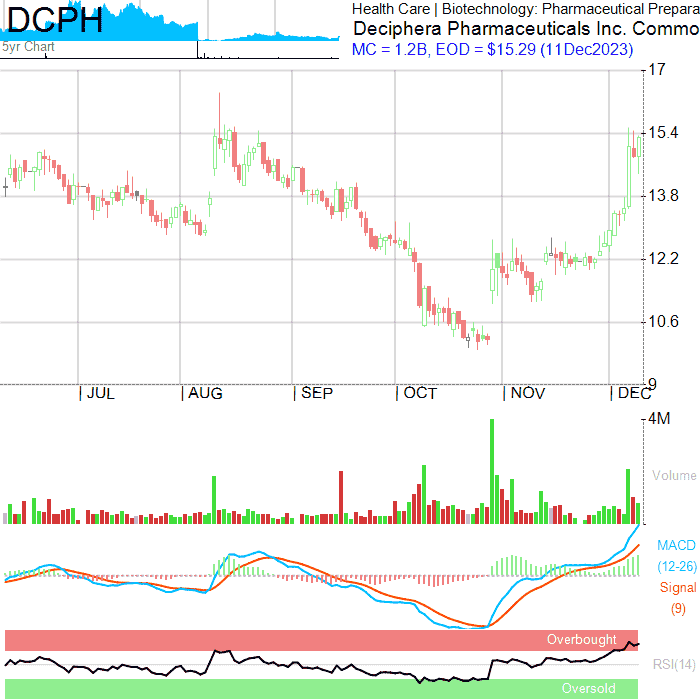 DCPH
5yr Chart
Health Care | Biotechnology: Pharmaceutical Prepara
Deciphera Pharmaceuticals Inc. Commo
MC = 1.2B, EOD = $15.29 (11Dec2023)
17
15.4
13.8
12.2
10.6
9
| JUL | AUG | SEP | OCT | NOV | DEC
4M
Volume
MACD
(12-26)
Signal
(9)
Overbought
RSI(14)
Oversold